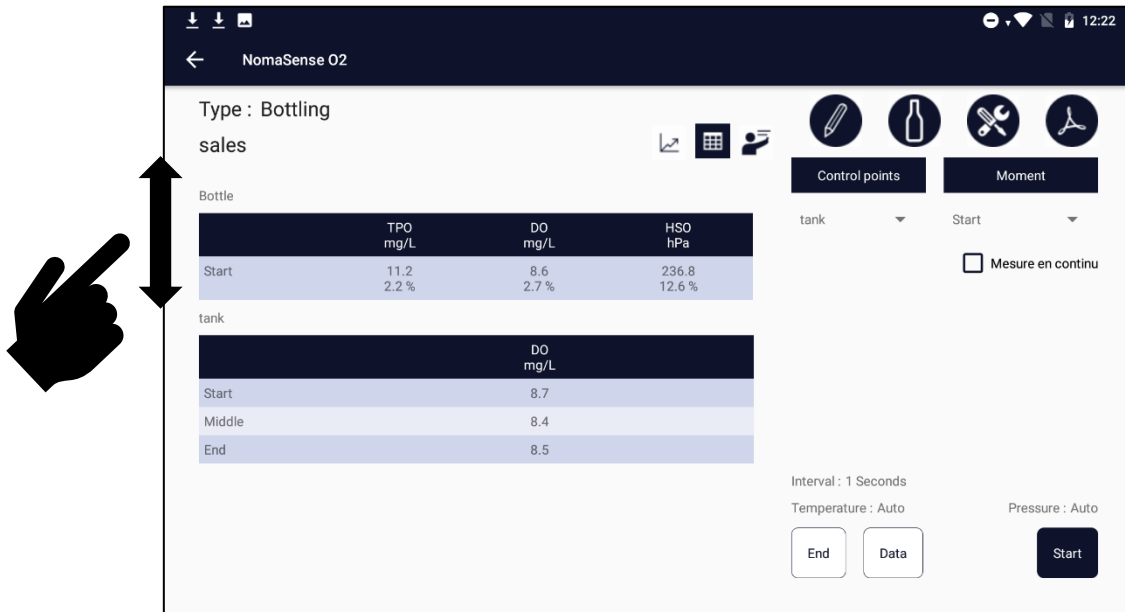 12:22
NomaSense O2
Type : Bottling
sales
Control points
Moment
tank
Start
Mesure en continu
Bottle
TPO DO HSO
mg/L mg/L hPa
Start 11.2 8.6 236.8
2.2 % 2.7 % 12.6 %
tank
DO
mg/L
Start 8.7
Middle 8.4
End 8.5
Interval : 1 Seconds
Temperature : Auto
Pressure : Auto
End
Data
Start